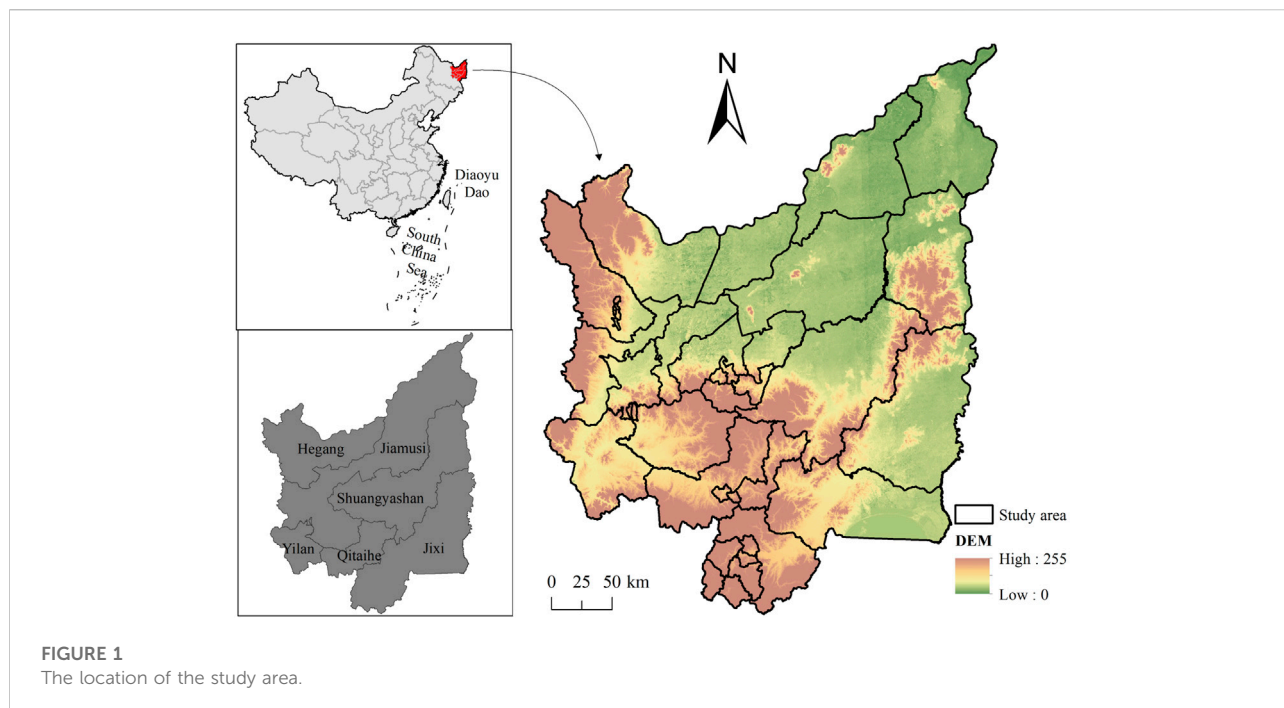 Diaoyu
Dao
South
China
Sea
Hegang
Jiamusi
Shuangyashan
Yilan
Qitaihe
Jixi
N
Study area
DEM
High : 255
Low : 0
0 25 50 km
FIGURE 1
The location of the study area.